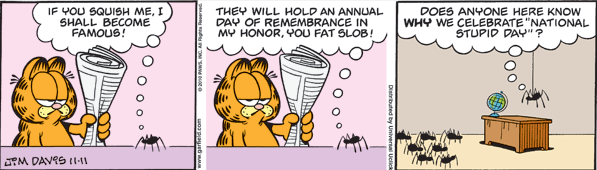 IF YOU SQUISH ME, I
SHALL BECOME
FAMOUS!
JIM DAVIS 11·11
© 2010 PAWS, INC. All Rights Reserved.
www.garfield.com
THEY WILL HOLD AN ANNUAL
DAY OF REMEMBRANCE IN
MY HONOR, YOU FAT SLOB!
Distributed by Universal Uclick
DOES ANYONE HERE KNOW
WHY WE CELEBRATE "NATIONAL
STUPID DAY"?